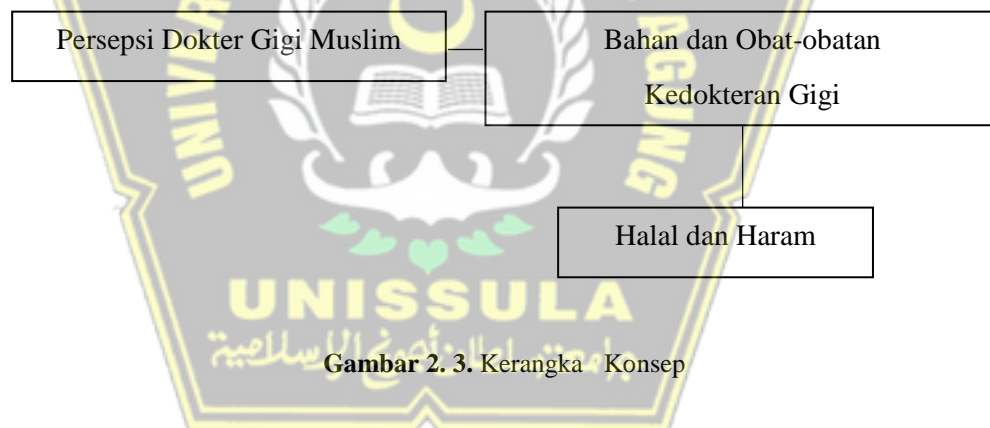 Persepsi Dokter Gigi Muslim
Bahan dan Obat-obatan
Kedokteran Gigi
Halal dan Haram
UNISSULA
Gambar 2. 3. Kerangka Konsep